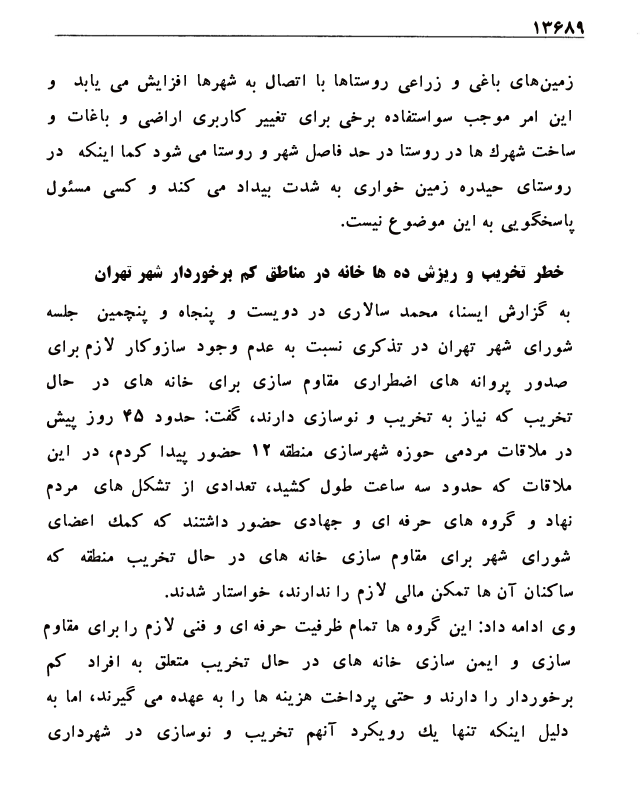 ۱۳۶۸۹
زمین‌های باغی و زراعی روستاها با اتصال به شهرها افزایش می یابد و
این امر موجب سواستفاده برخی برای تغییر کاربری اراضی و باغات و
ساخت شهرك ها در روستا در حد فاصل شهر و روستا می شود کما اینکه در
روستای حیدره زمین خواری به شدت بیداد می کند و کسی مسئول
پاسخگویی به این موضوع نیست.
خطر تخریب و ریزش ده ها خانه در مناطق کم برخوردار شهر تهران
به گزارش ایسنا، محمد سالاری در دویست و پنجاه و پنچمین جلسه
شورای شهر تهران در تذکری نسبت به عدم وجود سازوکار لازم برای
صدور پروانه های اضطراری مقاوم سازی برای خانه های در حال
تخریب که نیاز به تخریب و نوسازی دارند، گفت: حدود ۴۵ روز پیش
در ملاقات مردمی حوزه شهرسازی منطقه ۱۲ حضور پیدا کردم، در این
ملاقات که حدود سه ساعت طول کشید، تعدادی از تشکل های مردم
نهاد و گروه های حرفه ای و جهادی حضور داشتند که کمك اعضای
شورای شهر برای مقاوم سازی خانه های در حال تخریب منطقه که
ساکنان آن ها تمکن مالی لازم را ندارند، خواستار شدند.
وی ادامه داد: این گروه ها تمام ظرفیت حرفه ای و فنی لازم را برای مقاوم
سازی و ایمن سازی خانه های در حال تخریب متعلق به افراد کم
برخوردار را دارند و حتی پرداخت هزینه ها را به عهده می گیرند، اما به
دلیل اینکه تنها یك رویکرد آنهم تخریب و نوسازی در شهرداری